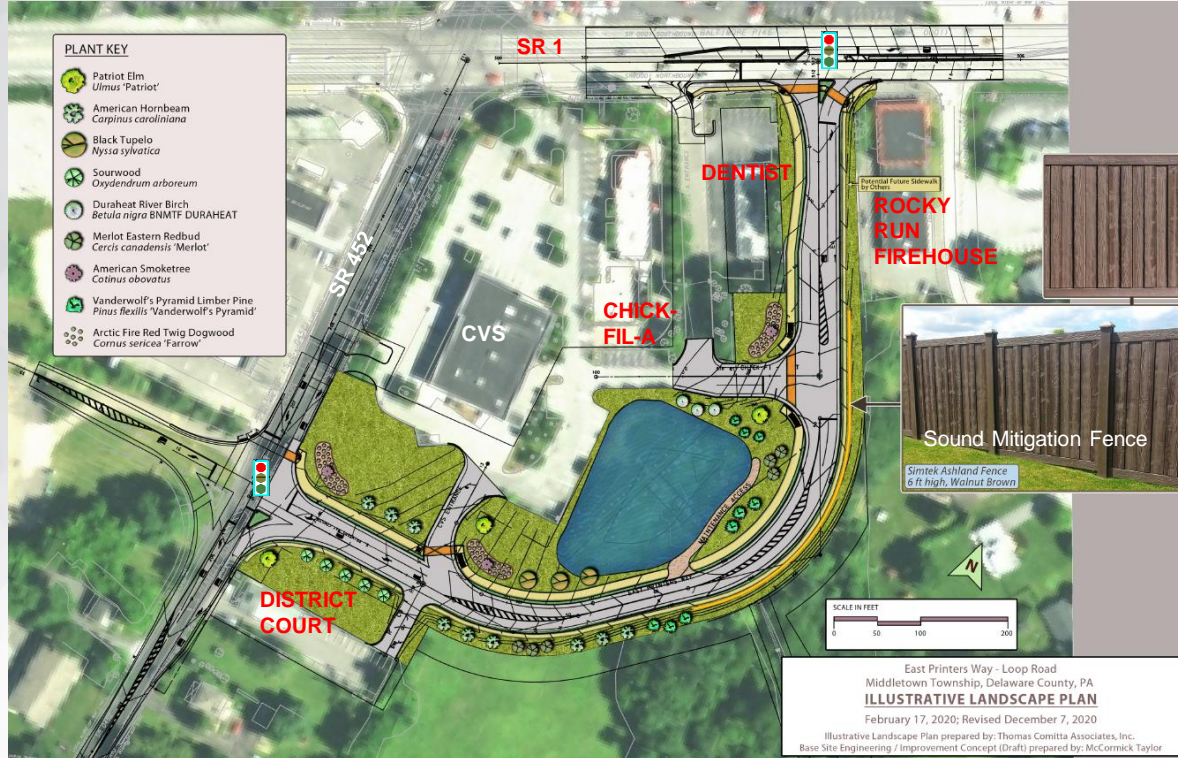 PLANT KEY
Patriot Elm
Ulmus 'Patriot'
American Hornbeam
Carpinus caroliniana
Black Tupelo
Nyssa sylvatica
Sourwood
Oxydendrum arboreum
Duraheat River Birch
Betula nigra BNMTF DURAHEAT
Merlot Eastern Redbud
Cercis canadensis 'Merlot'
American Smoketree
Cotinus obovatus
Vanderwolf's Pyramid Limber Pine
Pinus flexilis 'Vanderwolf's Pyramid'
Arctic Fire Red Twig Dogwood
Cornus sericea 'Farrow'
SR 1
BALTIMORE PIKE
SR 452
CVS
CHICK-
FIL-A
DENTIST
Potential Future Sidewalk
by Others
ROCKY
RUN
FIREHOUSE
Sound Mitigation Fence
Simtek Ashland Fence
6 ft high, Walnut Brown
CVS ENTRANCE
MAINTENANCE ACCESS
DISTRICT
COURT
N
SCALE IN FEET
0 50 100 200
East Printers Way - Loop Road
Middletown Township, Delaware County, PA
ILLUSTRATIVE LANDSCAPE PLAN
February 17, 2020; Revised December 7, 2020
Illustrative Landscape Plan prepared by: Thomas Comitta Associates, Inc.
Base Site Engineering / Improvement Concept (Draft) prepared by: McCormick Taylor